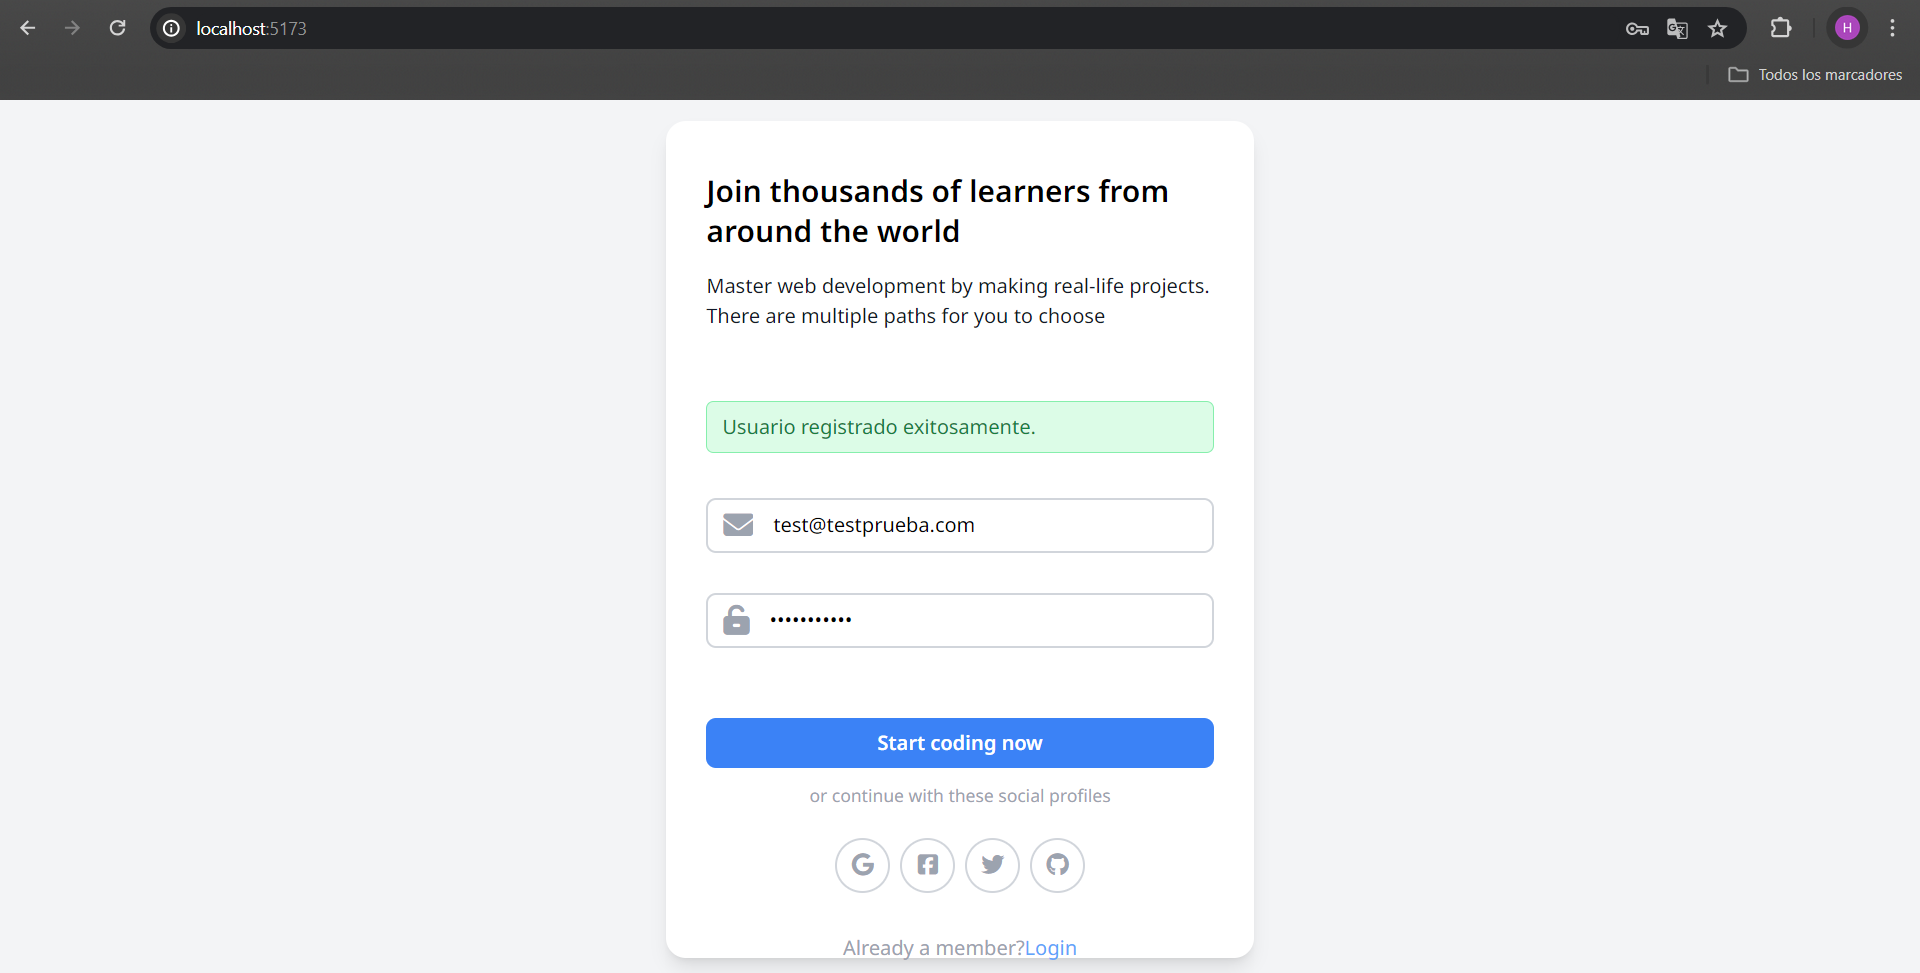 localhost:5173
H
Todos los marcadores
Join thousands of learners from
around the world
Master web development by making real-life projects.
There are multiple paths for you to choose
Usuario registrado exitosamente.
test@testprueba.com
•••••••••••
Start coding now
or continue with these social profiles
Already a member?Login